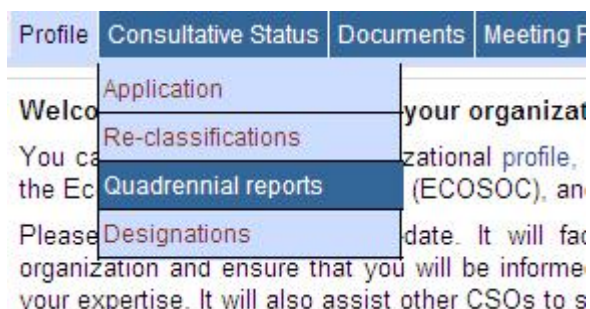 Profile Consultative Status Documents Meeting
Application
Welco your organizat
Re-classifications
You ca zational profile,
Quadrennial reports
the Ec (ECOSOC), an
Designations
Please date. It will fac
organization and ensure that you will be informe
your expertise. It will also assist other CSOs to s